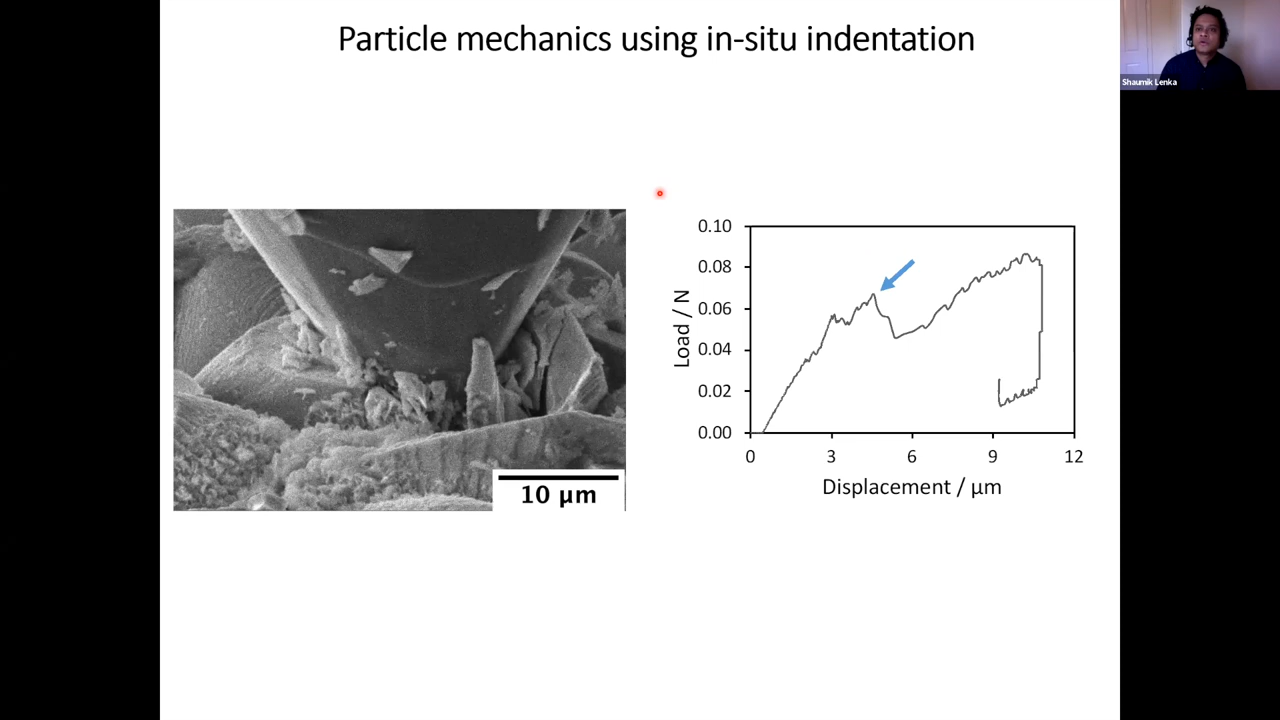 Particle mechanics using in-situ indentation
Shaumik Lenka
10 µm
Load / N
0.10
0.08
0.06
0.04
0.02
0.00
0 3 6 9 12
Displacement / µm